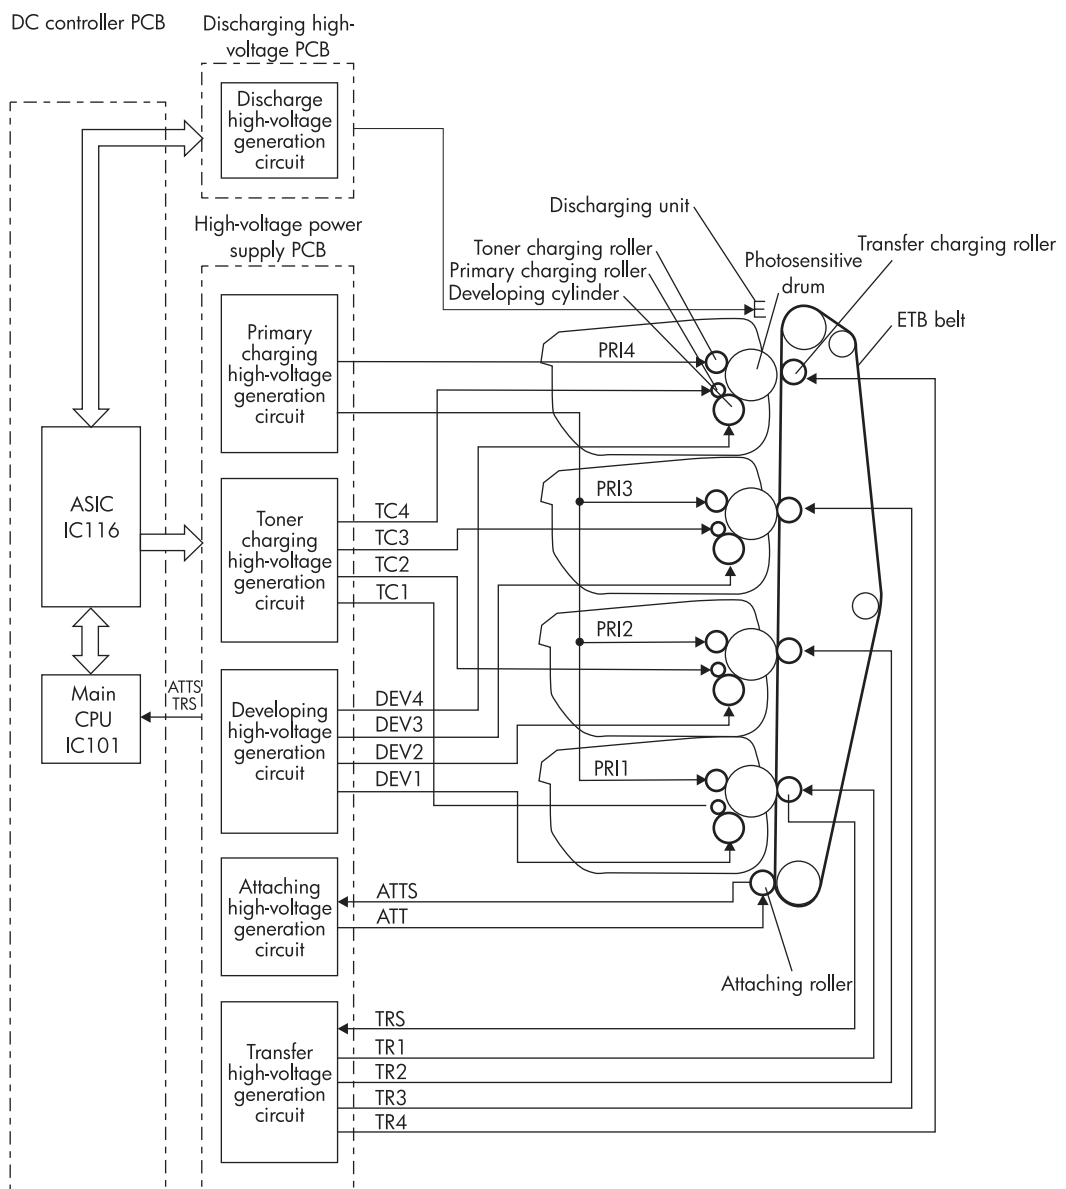 DC controller PCB
Discharging high-
voltage PCB
Discharge
high-voltage
generation
circuit
High-voltage power
supply PCB
Discharging unit
Toner charging roller
Primary charging roller
Developing cylinder
Transfer charging roller
Photosensitive
drum
ETB belt
Primary
charging
high-voltage
generation
circuit
PRI4
ASIC
IC116
Toner
charging
high-voltage
generation
circuit
TC4
TC3
TC2
TC1
PRI3
PRI2
Main
CPU
IC101
ATTS
TRS
Developing
high-voltage
generation
circuit
DEV4
DEV3
DEV2
DEV1
PRI1
Attaching
high-voltage
generation
circuit
ATTS
ATT
Attaching roller
Transfer
high-voltage
generation
circuit
TRS
TR1
TR2
TR3
TR4